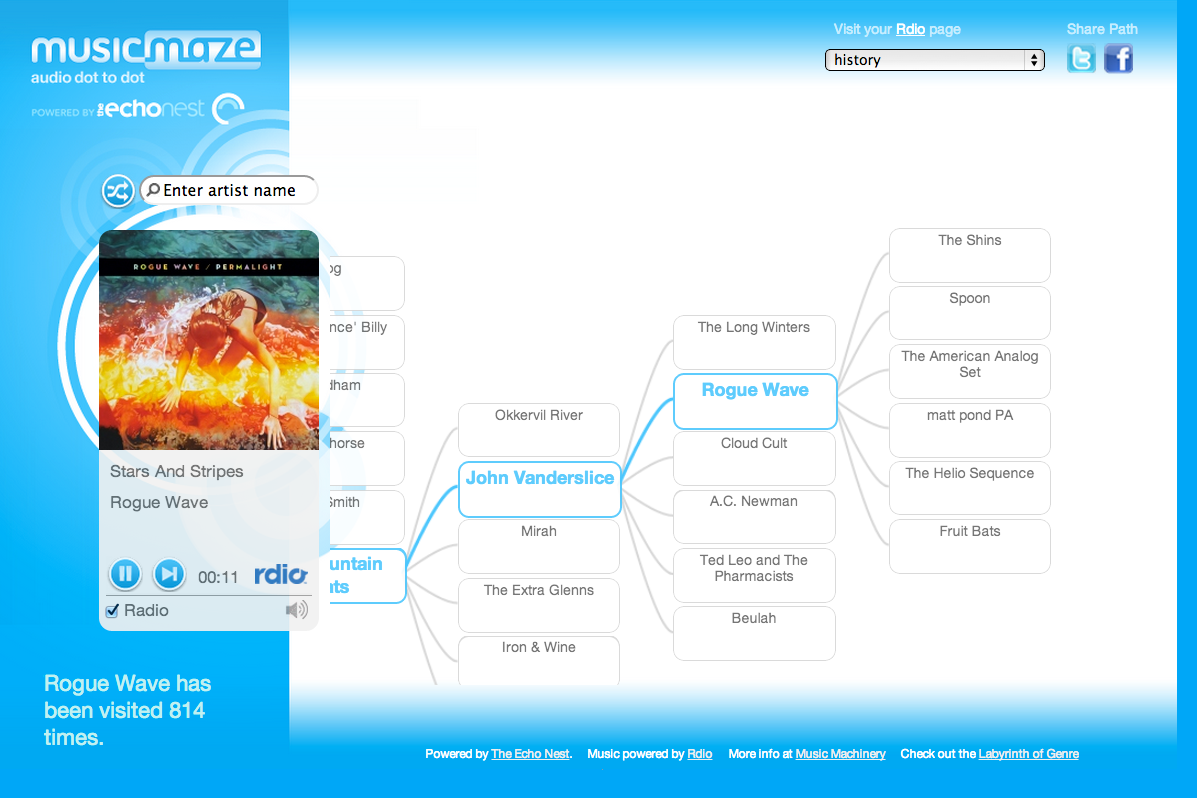 musicmaze
audio dot to dot
POWERED BY the echonest
Visit your Rdio page
history
Share Path
Enter artist name
ROGUE WAVE / PERMALIGHT
Stars And Stripes
Rogue Wave
00:11
rdio
Radio
Rogue Wave has
been visited 814
times.
og
nce' Billy
dham
horse
Smith
untain
ts
Okkervil River
John Vanderslice
Mirah
The Extra Glenns
Iron & Wine
The Long Winters
Rogue Wave
Cloud Cult
A.C. Newman
Ted Leo and The
Pharmacists
Beulah
The Shins
Spoon
The American Analog
Set
matt pond PA
The Helio Sequence
Fruit Bats
Powered by The Echo Nest. Music powered by Rdio More info at Music Machinery Check out the Labyrinth of Genre